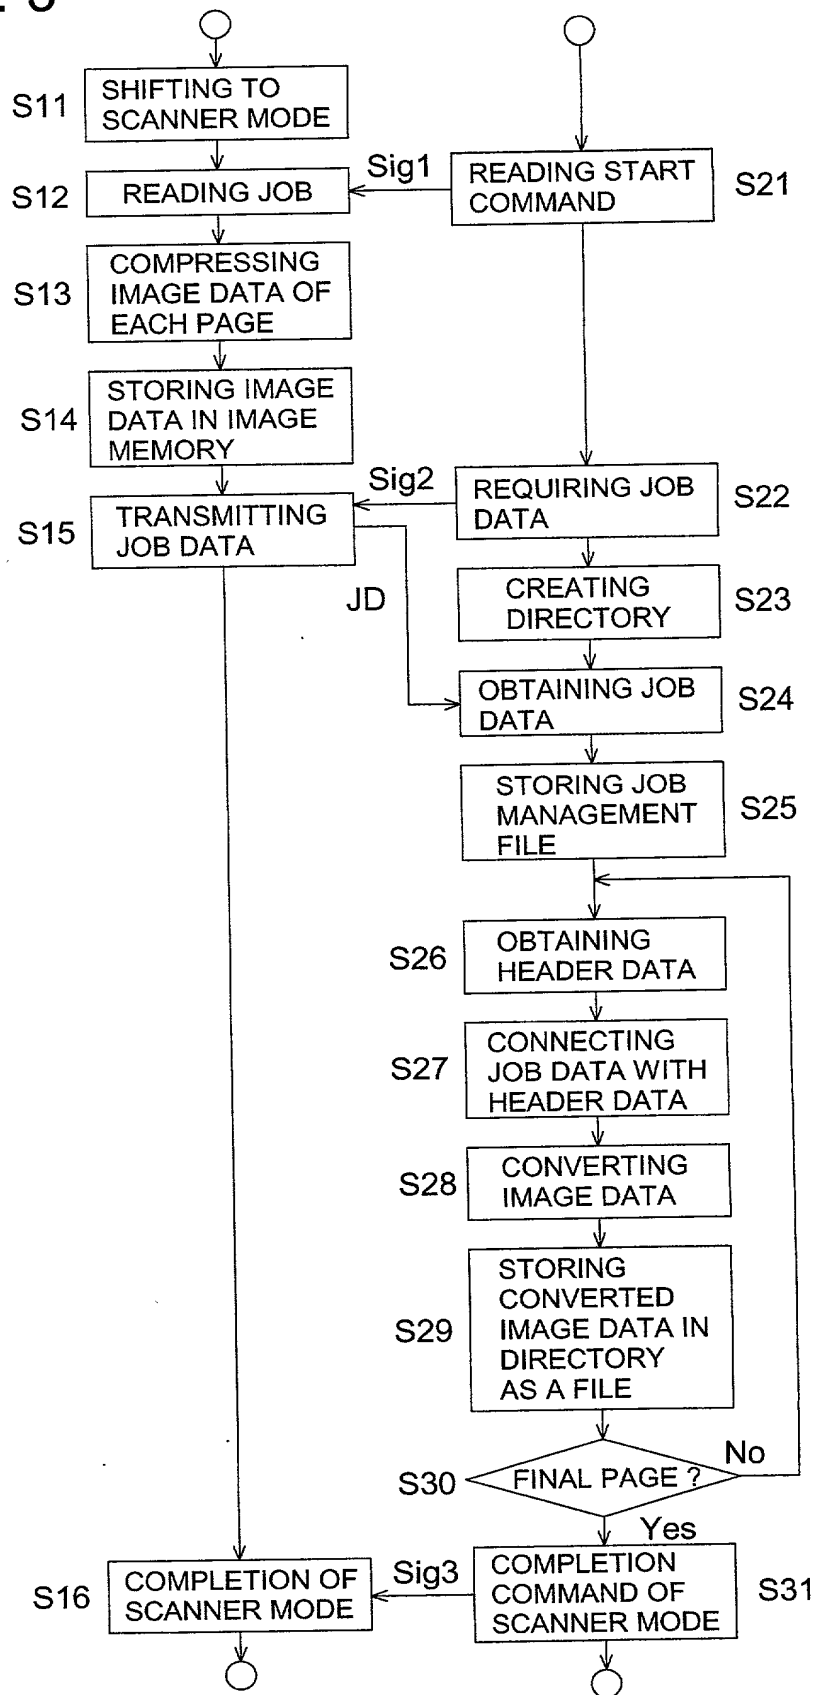 S11
SHIFTING TO
SCANNER MODE
S12
READING JOB
Sig1
READING START
COMMAND
S21
S13
COMPRESSING
IMAGE DATA OF
EACH PAGE
S14
STORING IMAGE
DATA IN IMAGE
MEMORY
S15
TRANSMITTING
JOB DATA
Sig2
REQUIRING JOB
DATA
S22
JD
CREATING
DIRECTORY
S23
OBTAINING JOB
DATA
S24
STORING JOB
MANAGEMENT
FILE
S25
S26
OBTAINING
HEADER DATA
S27
CONNECTING
JOB DATA WITH
HEADER DATA
S28
CONVERTING
IMAGE DATA
S29
STORING
CONVERTED
IMAGE DATA IN
DIRECTORY
AS A FILE
S30
FINAL PAGE ?
No
Yes
S16
COMPLETION OF
SCANNER MODE
Sig3
COMPLETION
COMMAND OF
SCANNER MODE
S31